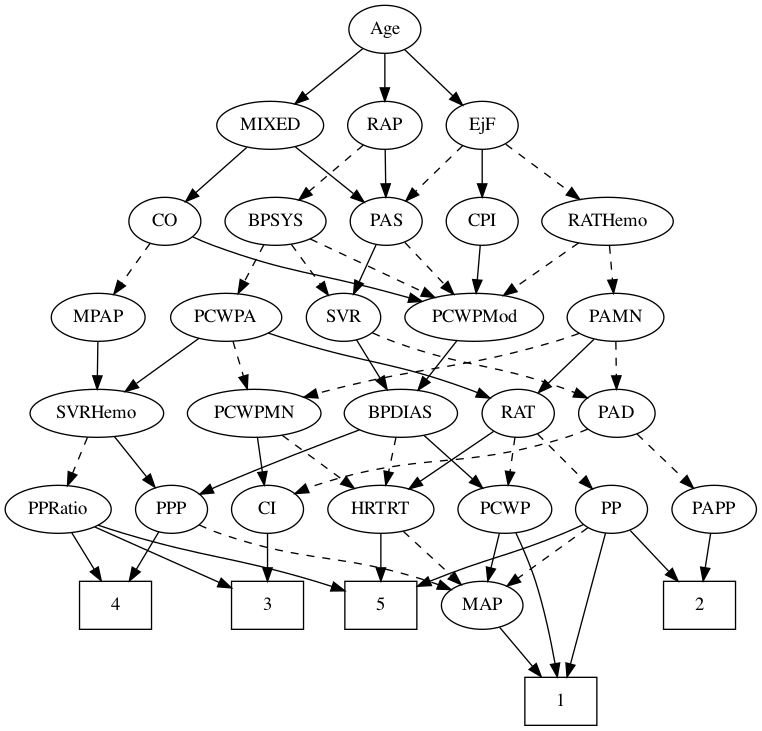 Age
MIXED
RAP
EjF
CO
BPSYS
PAS
CPI
RATHemo
MPAP
PCWPA
SVR
PCWPMod
PAMN
SVRHemo
PCWPMN
BPDIAS
RAT
PAD
PPRatio
PPP
CI
HRTRT
PCWP
PP
PAPP
4
3
5
MAP
2
1